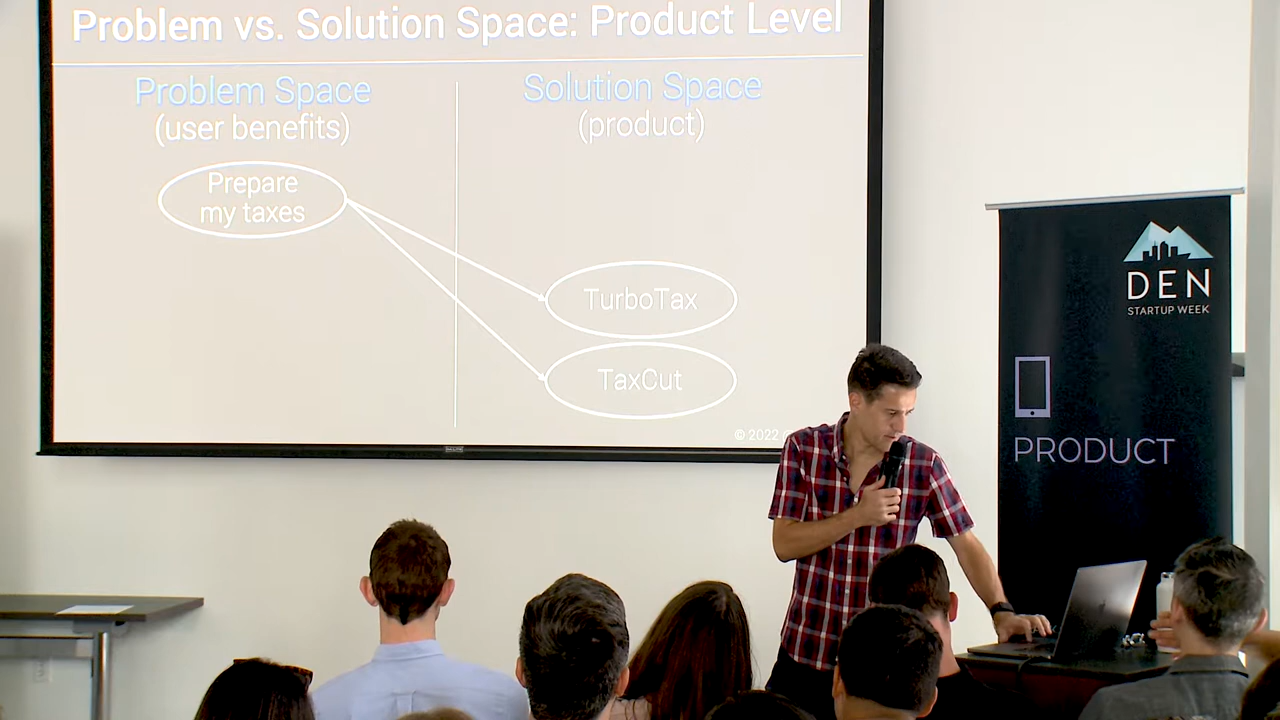 Problem vs. Solution Space: Product Level
Problem Space
(user benefits)
Solution Space
(product)
Prepare
my taxes
TurboTax
TaxCut
© 2022
DEN
STARTUP WEEK
PRODUCT